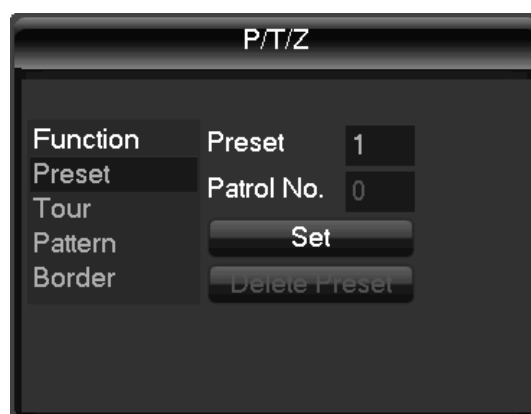 P/T/Z
Function
Preset
Tour
Pattern
Border
Preset 1
Patrol No. 0
Set
Delete Preset